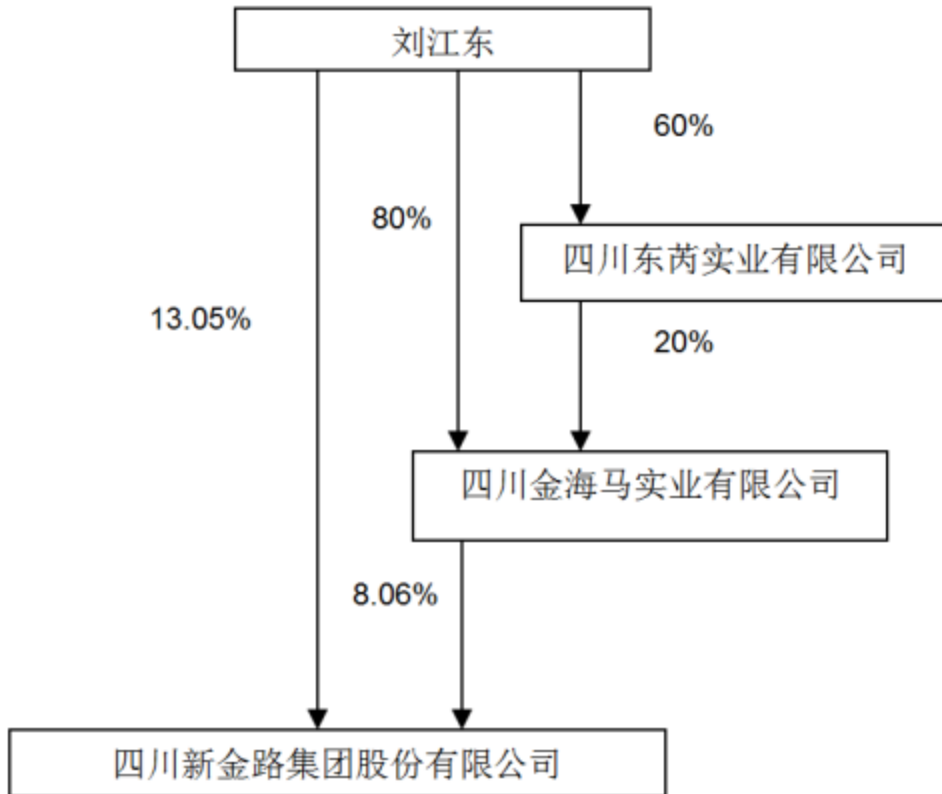 刘江东
60%
80%
四川东芮实业有限公司
13.05%
20%
四川金海马实业有限公司
8.06%
四川新金路集团股份有限公司